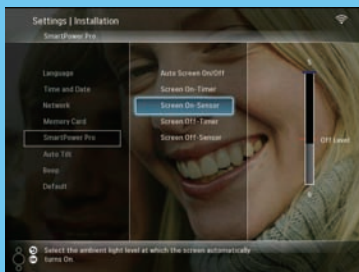 Settings | Installation
SmartPower Pro
Language
Time and Date
Network
Memory Card
SmartPower Pro
Auto Tilt
Beep
Default
Auto Screen On/Off
Screen On-Timer
Screen On-Sensor
Screen Off-Timer
Screen Off-Sensor
5
Off Level
0
Select the ambient light level at which the screen automatically
turns On